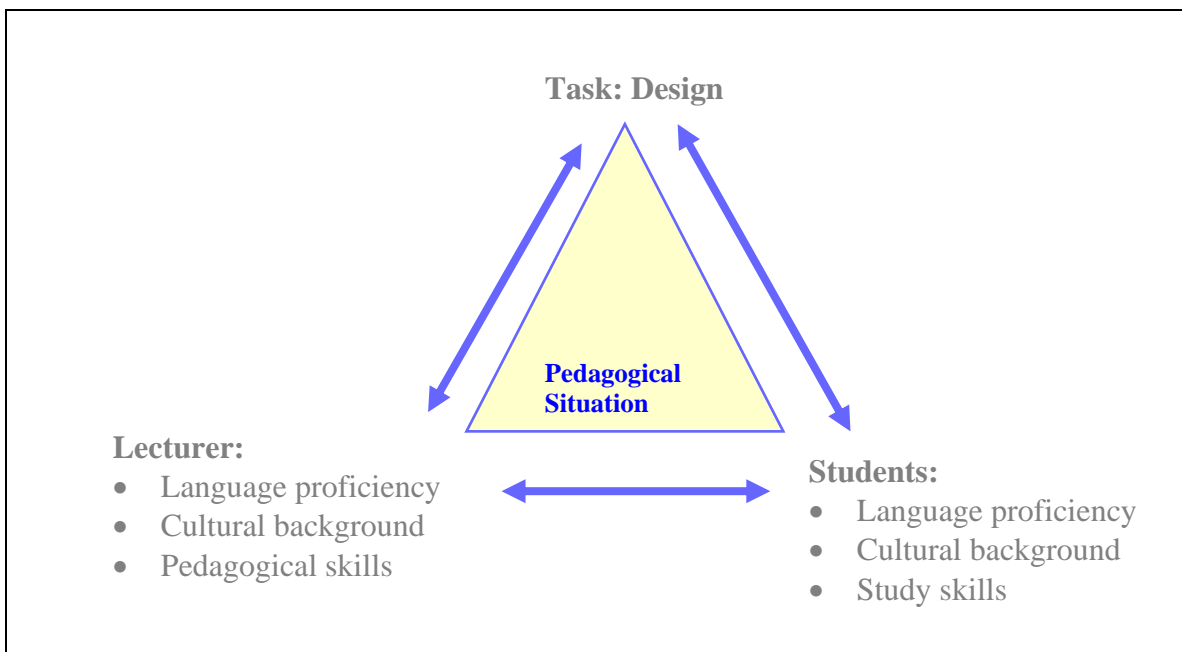 Task: Design
Pedagogical
Situation
Lecturer:
• Language proficiency
• Cultural background
• Pedagogical skills
Students:
• Language proficiency
• Cultural background
• Study skills